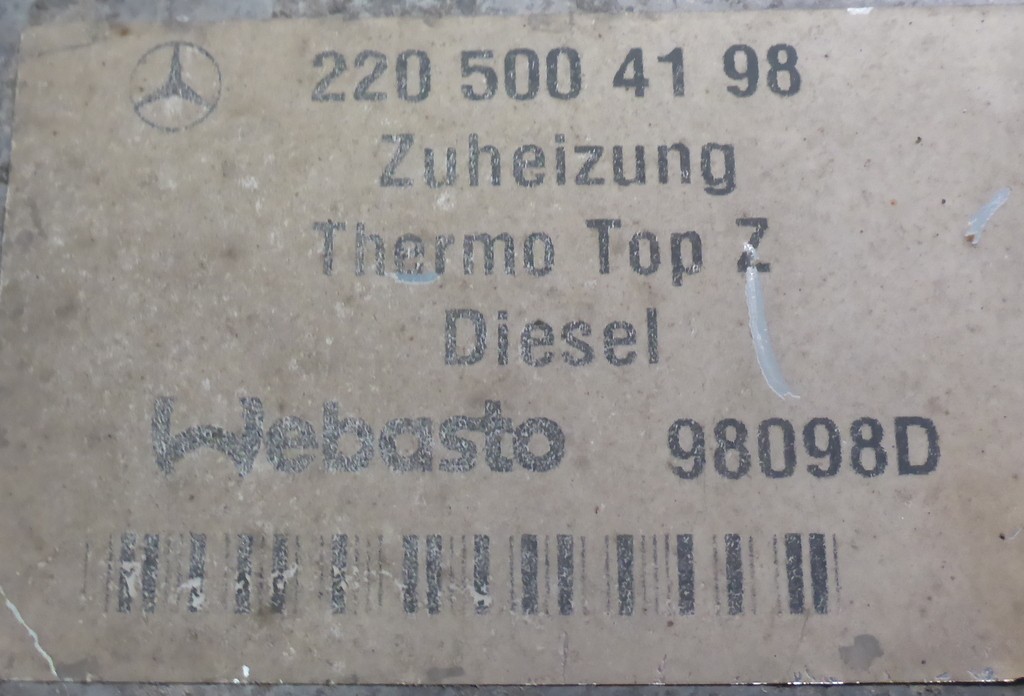 220 500 41 98
Zuheizung
Thermo Top Z
Diesel
Webasto 98098D